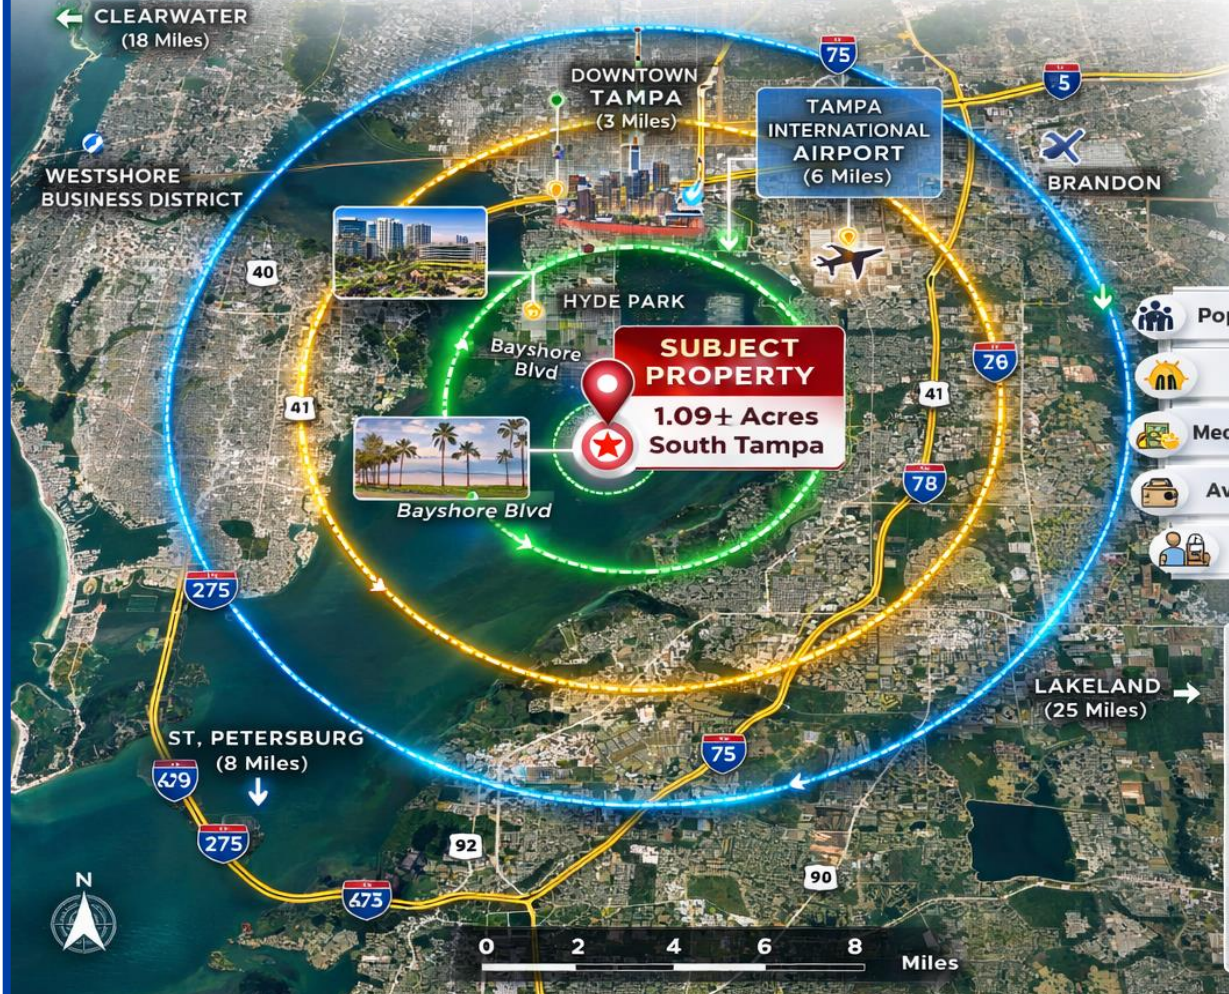 CLEARWATER
(18 Miles)
75
5
DOWNTOWN
TAMPA
(3 Miles)
TAMPA
INTERNATIONAL
AIRPORT
(6 Miles)
WESTSHORE
BUSINESS DISTRICT
BRANDON
40
HYDE PARK
Bayshore
Blvd
SUBJECT
PROPERTY
1.09± Acres
South Tampa
26
41
41
78
Bayshore Blvd
275
LAKELAND
(25 Miles)
ST, PETERSBURG
(8 Miles)
75
275
92
90
673
N
0 2 4 6 8
Miles
Pop
Med
Av